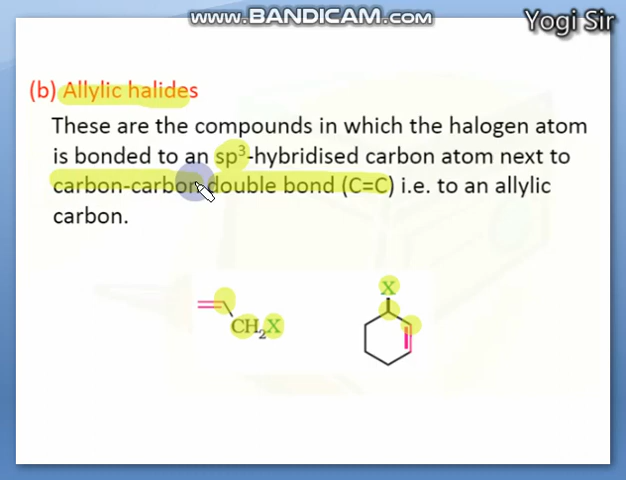 www.BANDICAM.com
Yogi Sir
(b) Allylic halides
These are the compounds in which the halogen atom
is bonded to an sp³-hybridised carbon atom next to
carbon-carbon double bond (C=C) i.e. to an allylic
carbon.
X
CH₂X